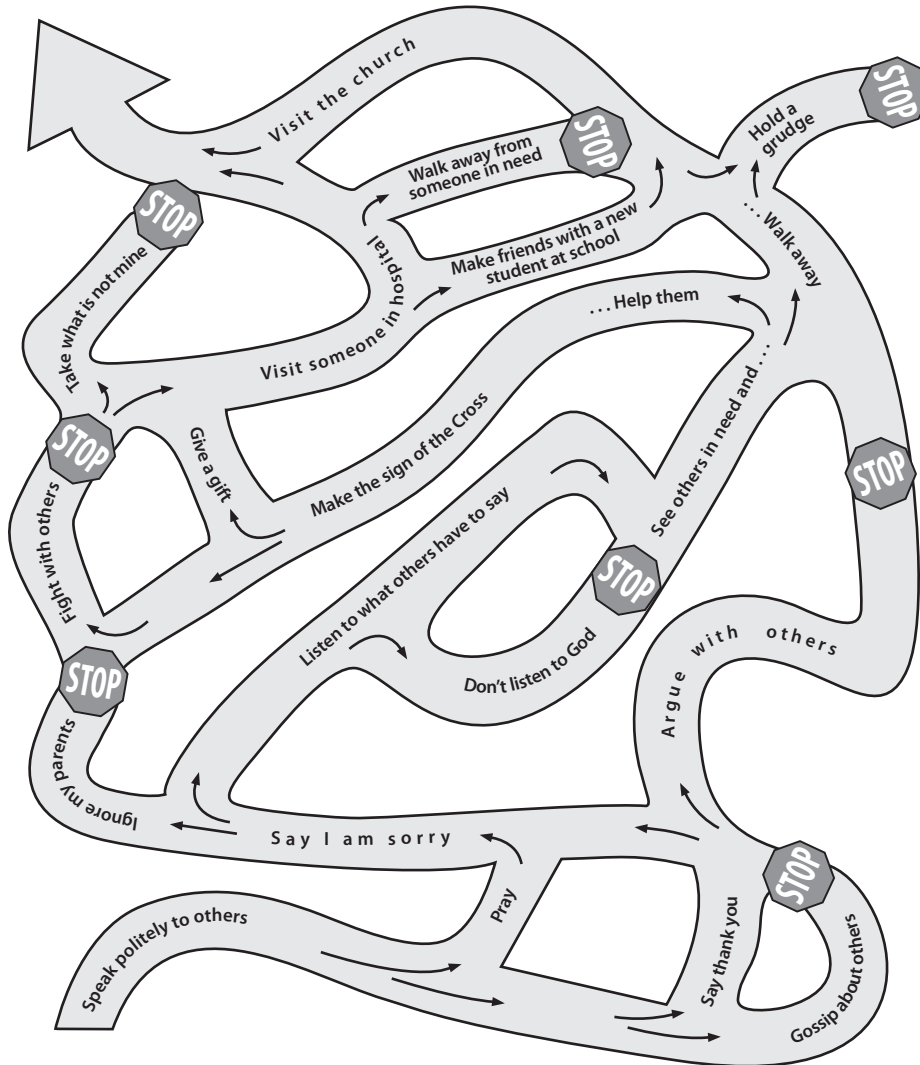 Visit the church
STOP
Hold a
grudge
STOP
Walk away from
someone in need
STOP
Make friends with a new
student at school
... Walk away
Take what is not mine
Visit someone in hospital
... Help them
STOP
Give a gift
Make the sign of the Cross
See others in need and ...
STOP
Fight with others
Listen to what others have to say
STOP
Don't listen to God
Argue with others
STOP
Ignore my parents
Say I am sorry
STOP
Pray
Say thank you
Gossip about others
Speak politely to others